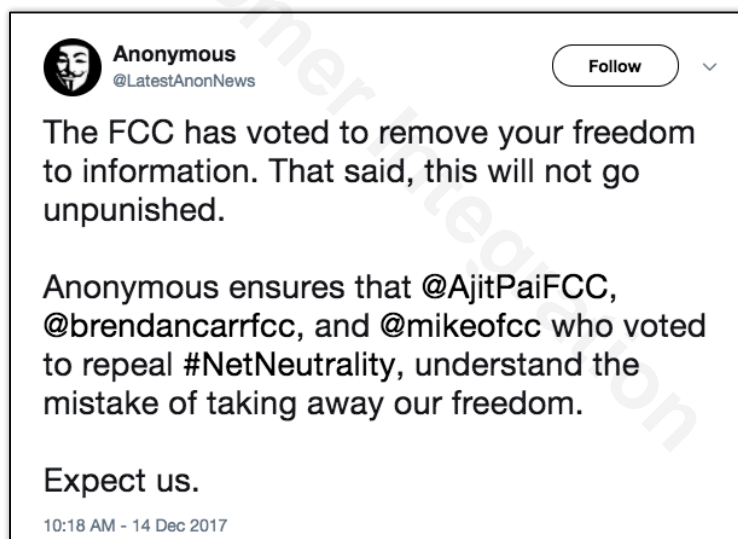 Anonymous
@LatestAnonNews
Follow
The FCC has voted to remove your freedom
to information. That said, this will not go
unpunished.
Anonymous ensures that @AjitPaiFCC,
@brendancarrfcc, and @mikeofcc who voted
to repeal #NetNeutrality, understand the
mistake of taking away our freedom.
Expect us.
10:18 AM - 14 Dec 2017
mer Integration